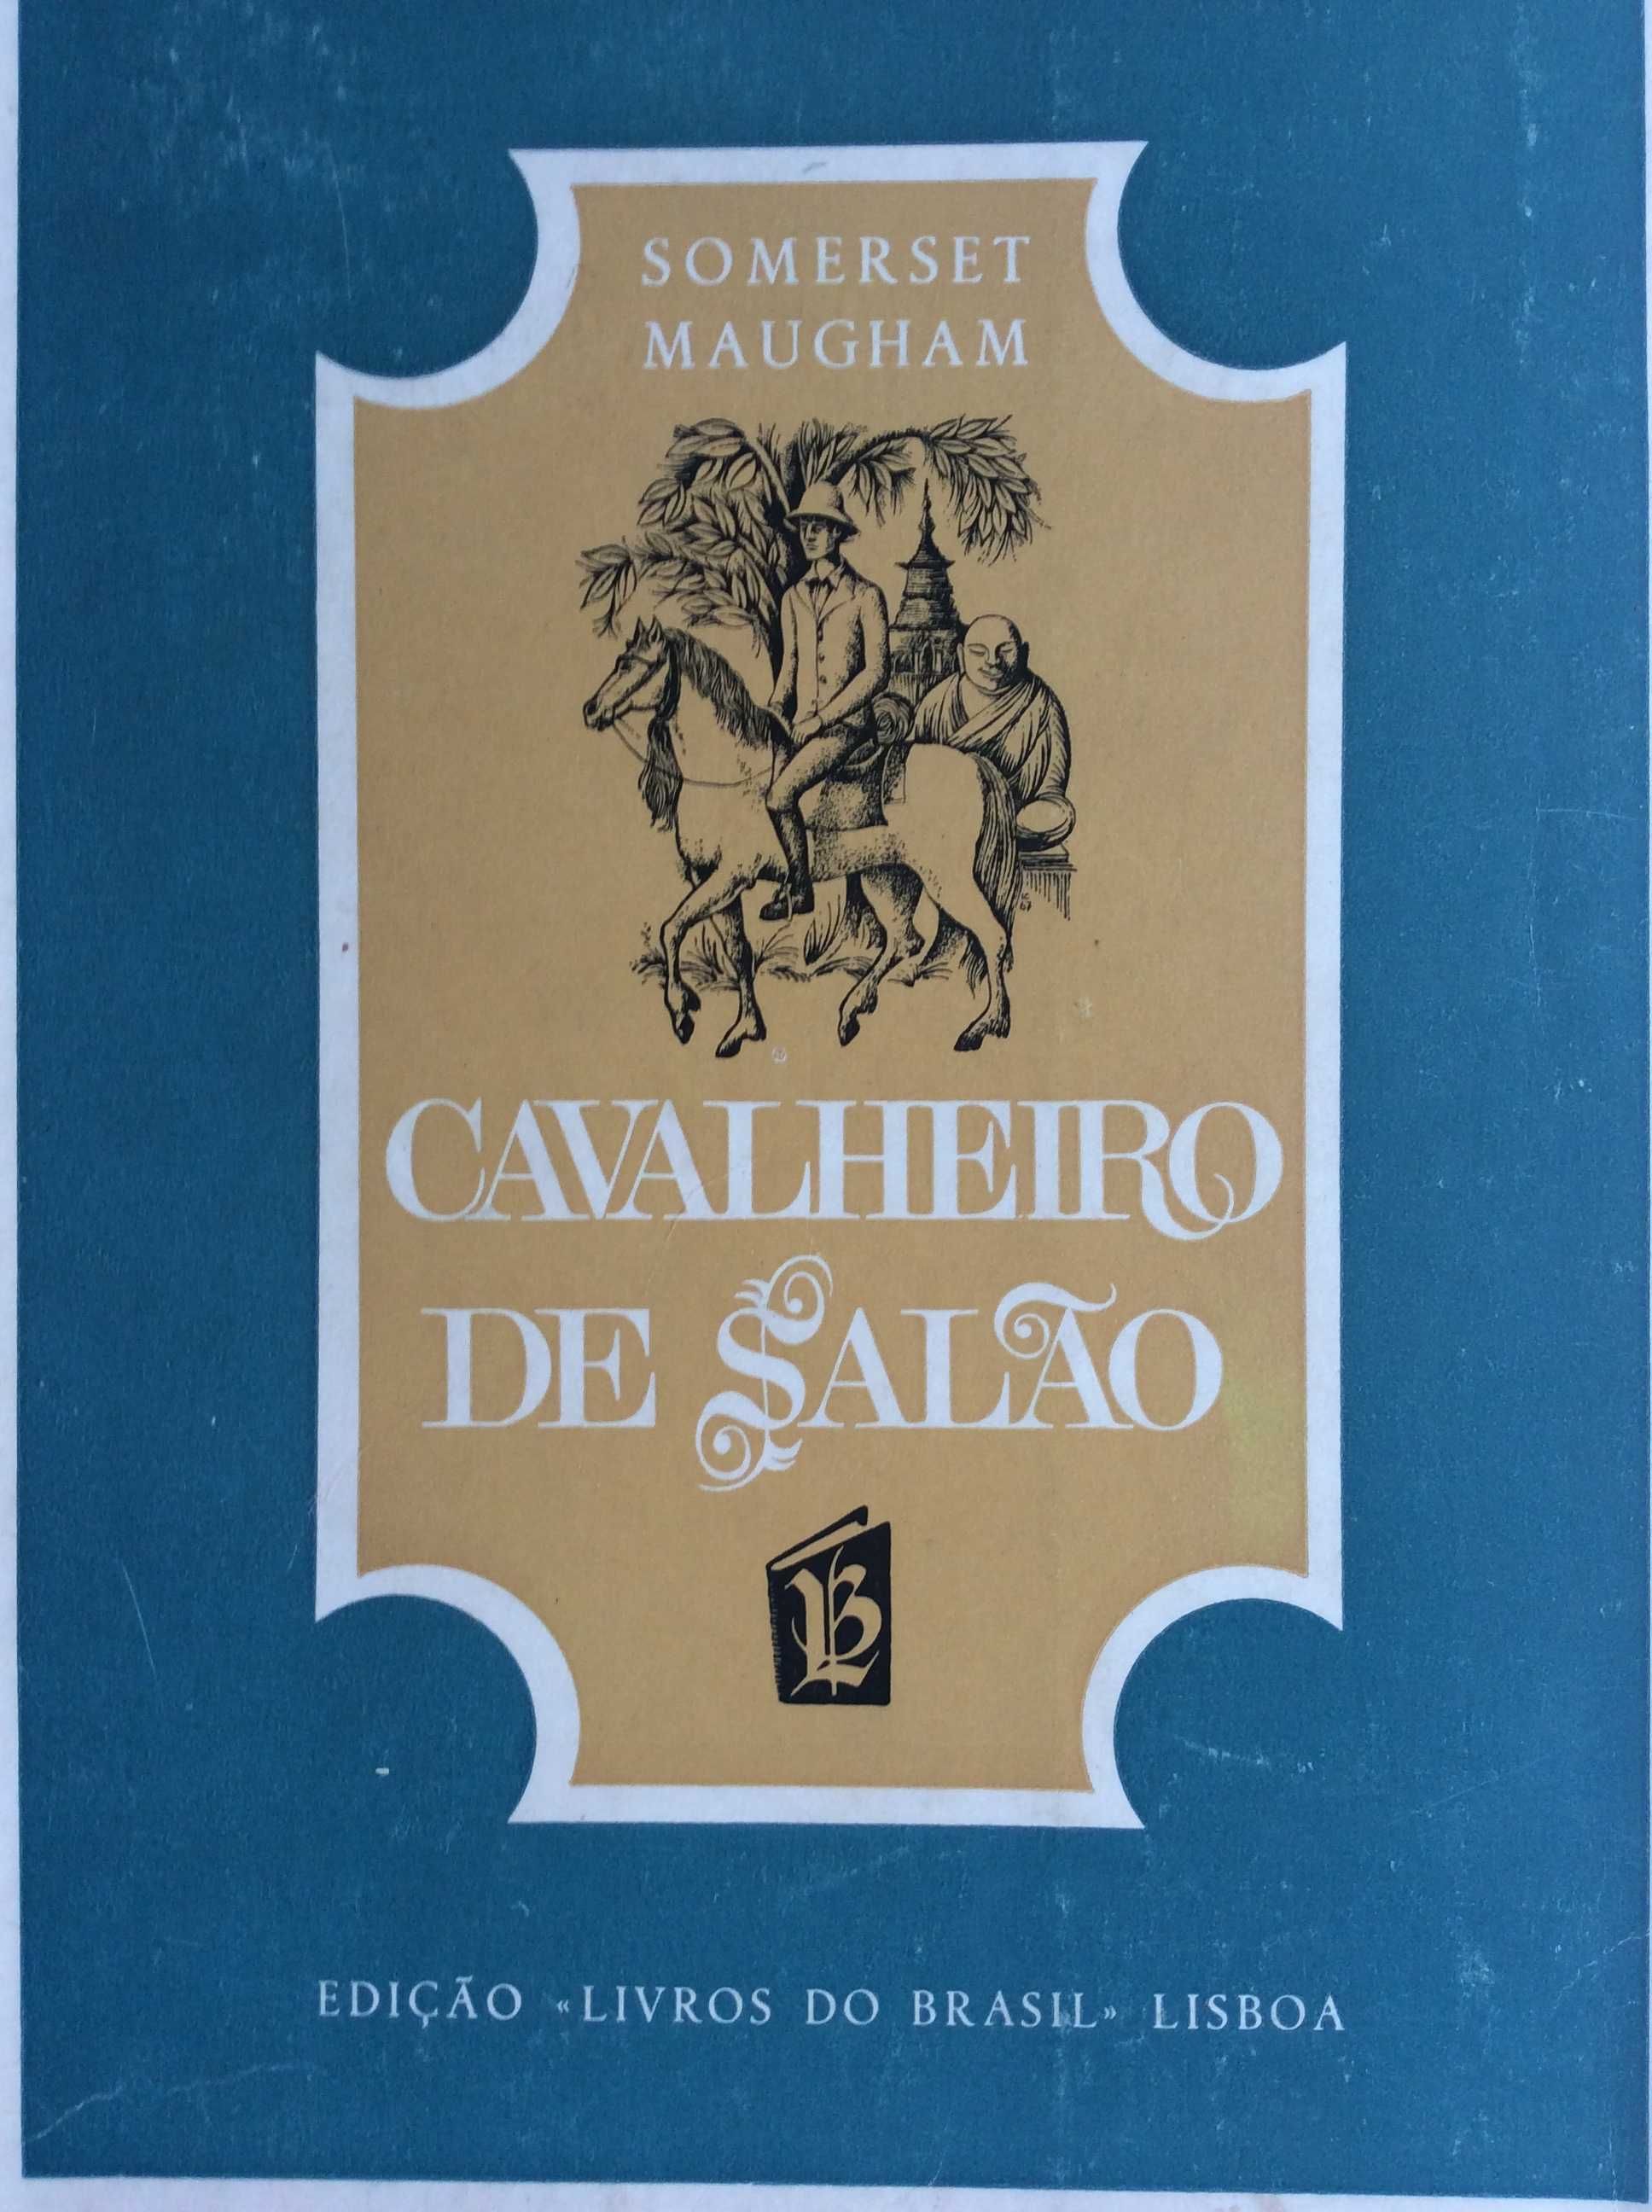 SOMERSET
MAUGHAM
CAVALHEIRO
DE SALÃO
LB
EDIÇÃO «LIVROS DO BRASIL» LISBOA